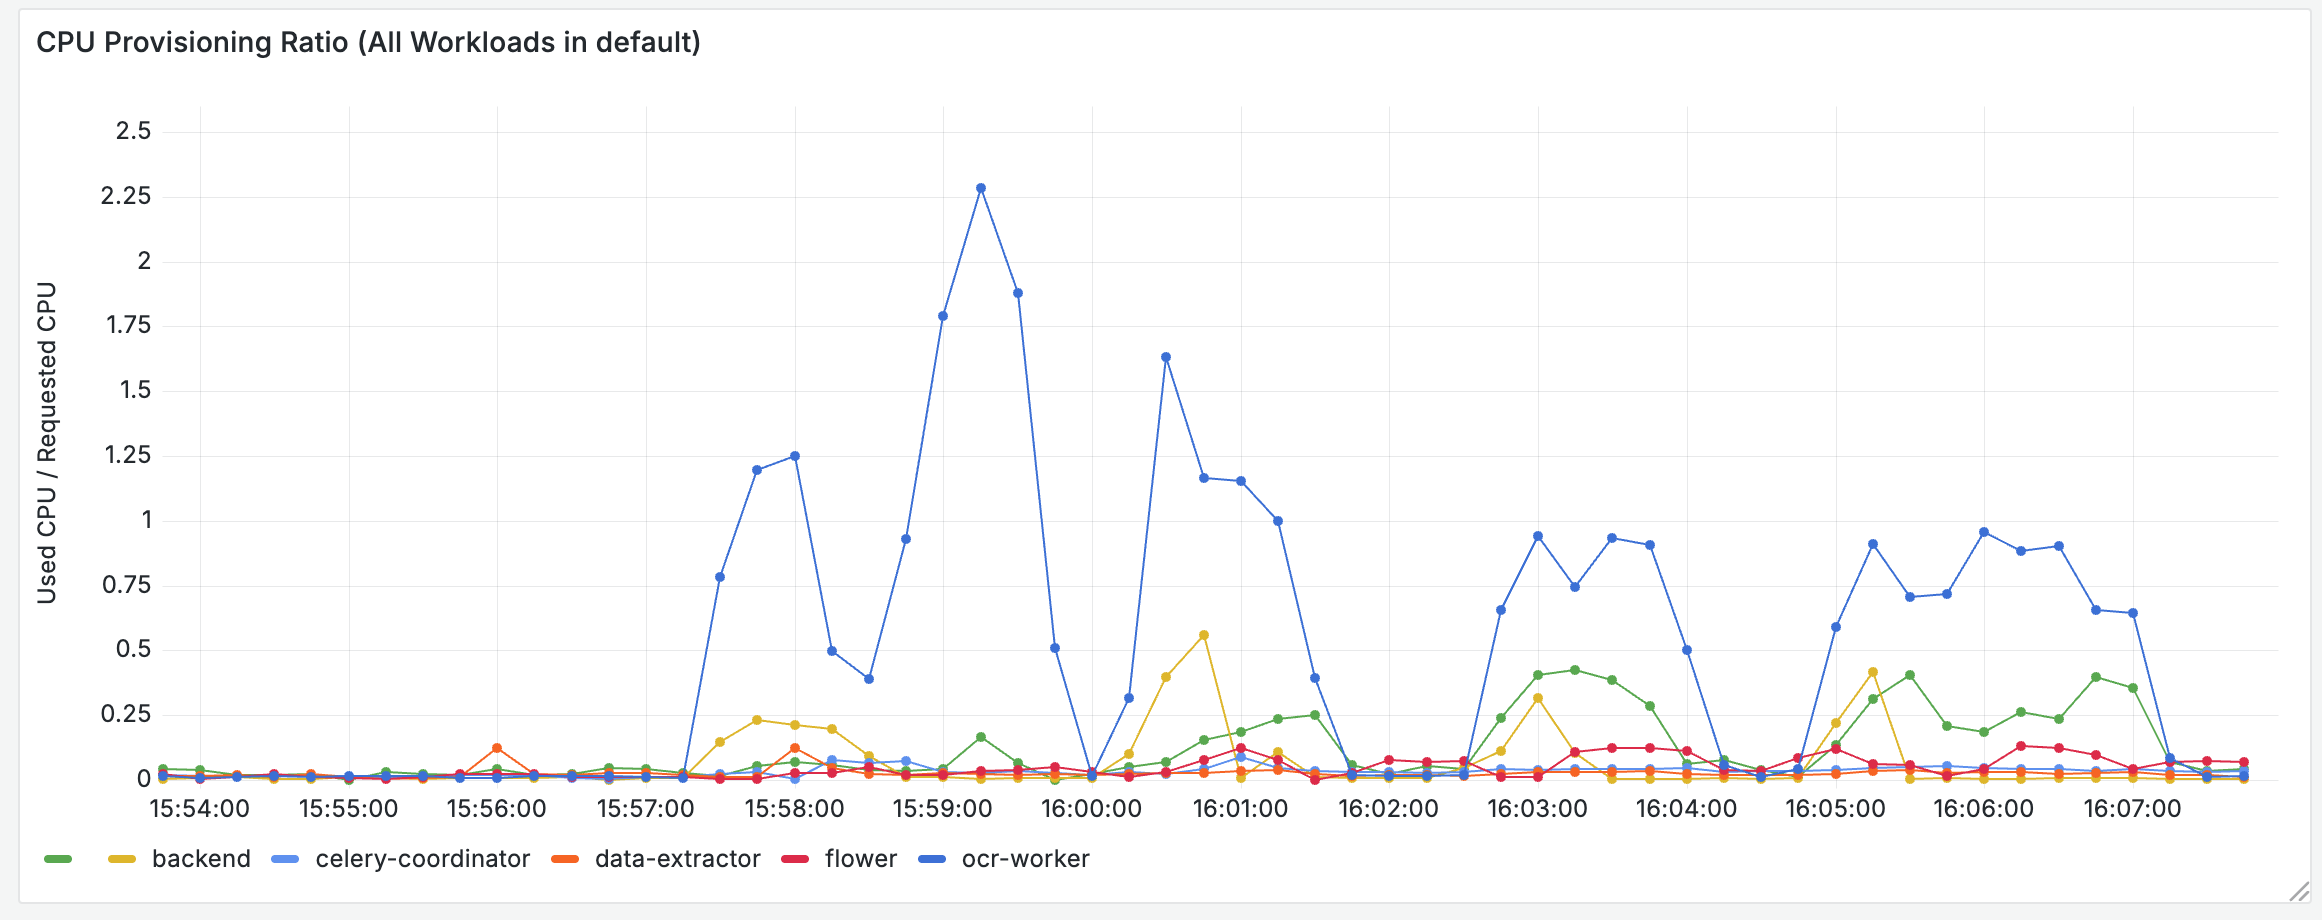 CPU Provisioning Ratio (All Workloads in default)
Used CPU / Requested CPU
2.5
2.25
2
1.75
1.5
1.25
1
0.75
0.5
0.25
0
15:54:00 15:55:00 15:56:00 15:57:00 15:58:00 15:59:00 16:00:00 16:01:00 16:02:00 16:03:00 16:04:00 16:05:00 16:06:00 16:07:00
backend celery-coordinator data-extractor flower ocr-worker